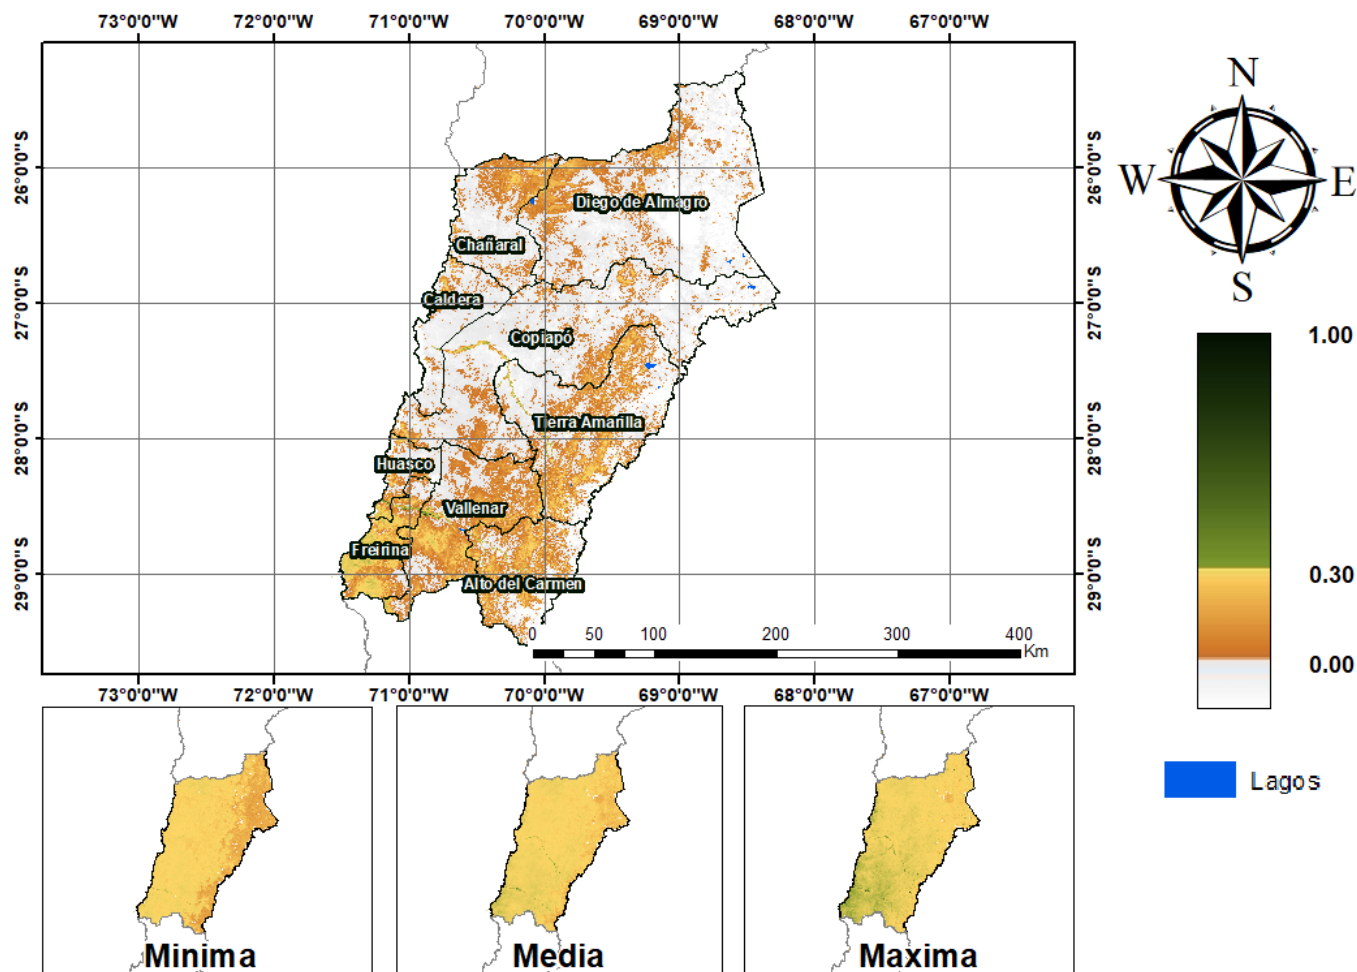 73°0'0"W 72°0'0"W 71°0'0"W 70°0'0"W 69°0'0"W 68°0'0"W 67°0'0"W
N
W E
S
26°0'0"S 26°0'0"S
Diego de Almagro
Chañaral
Caldera
27°0'0"S 27°0'0"S
Copiapó
1.00
Tierra Amarilla
28°0'0"S 28°0'0"S
Huasco
Vallenar
Freirina
0.30
29°0'0"S 29°0'0"S
Alto del Carmen
0 50 100 200 300 400
Km
0.00
73°0'0"W 72°0'0"W 71°0'0"W 70°0'0"W 69°0'0"W 68°0'0"W 67°0'0"W
Lagos
Minima Media Maxima